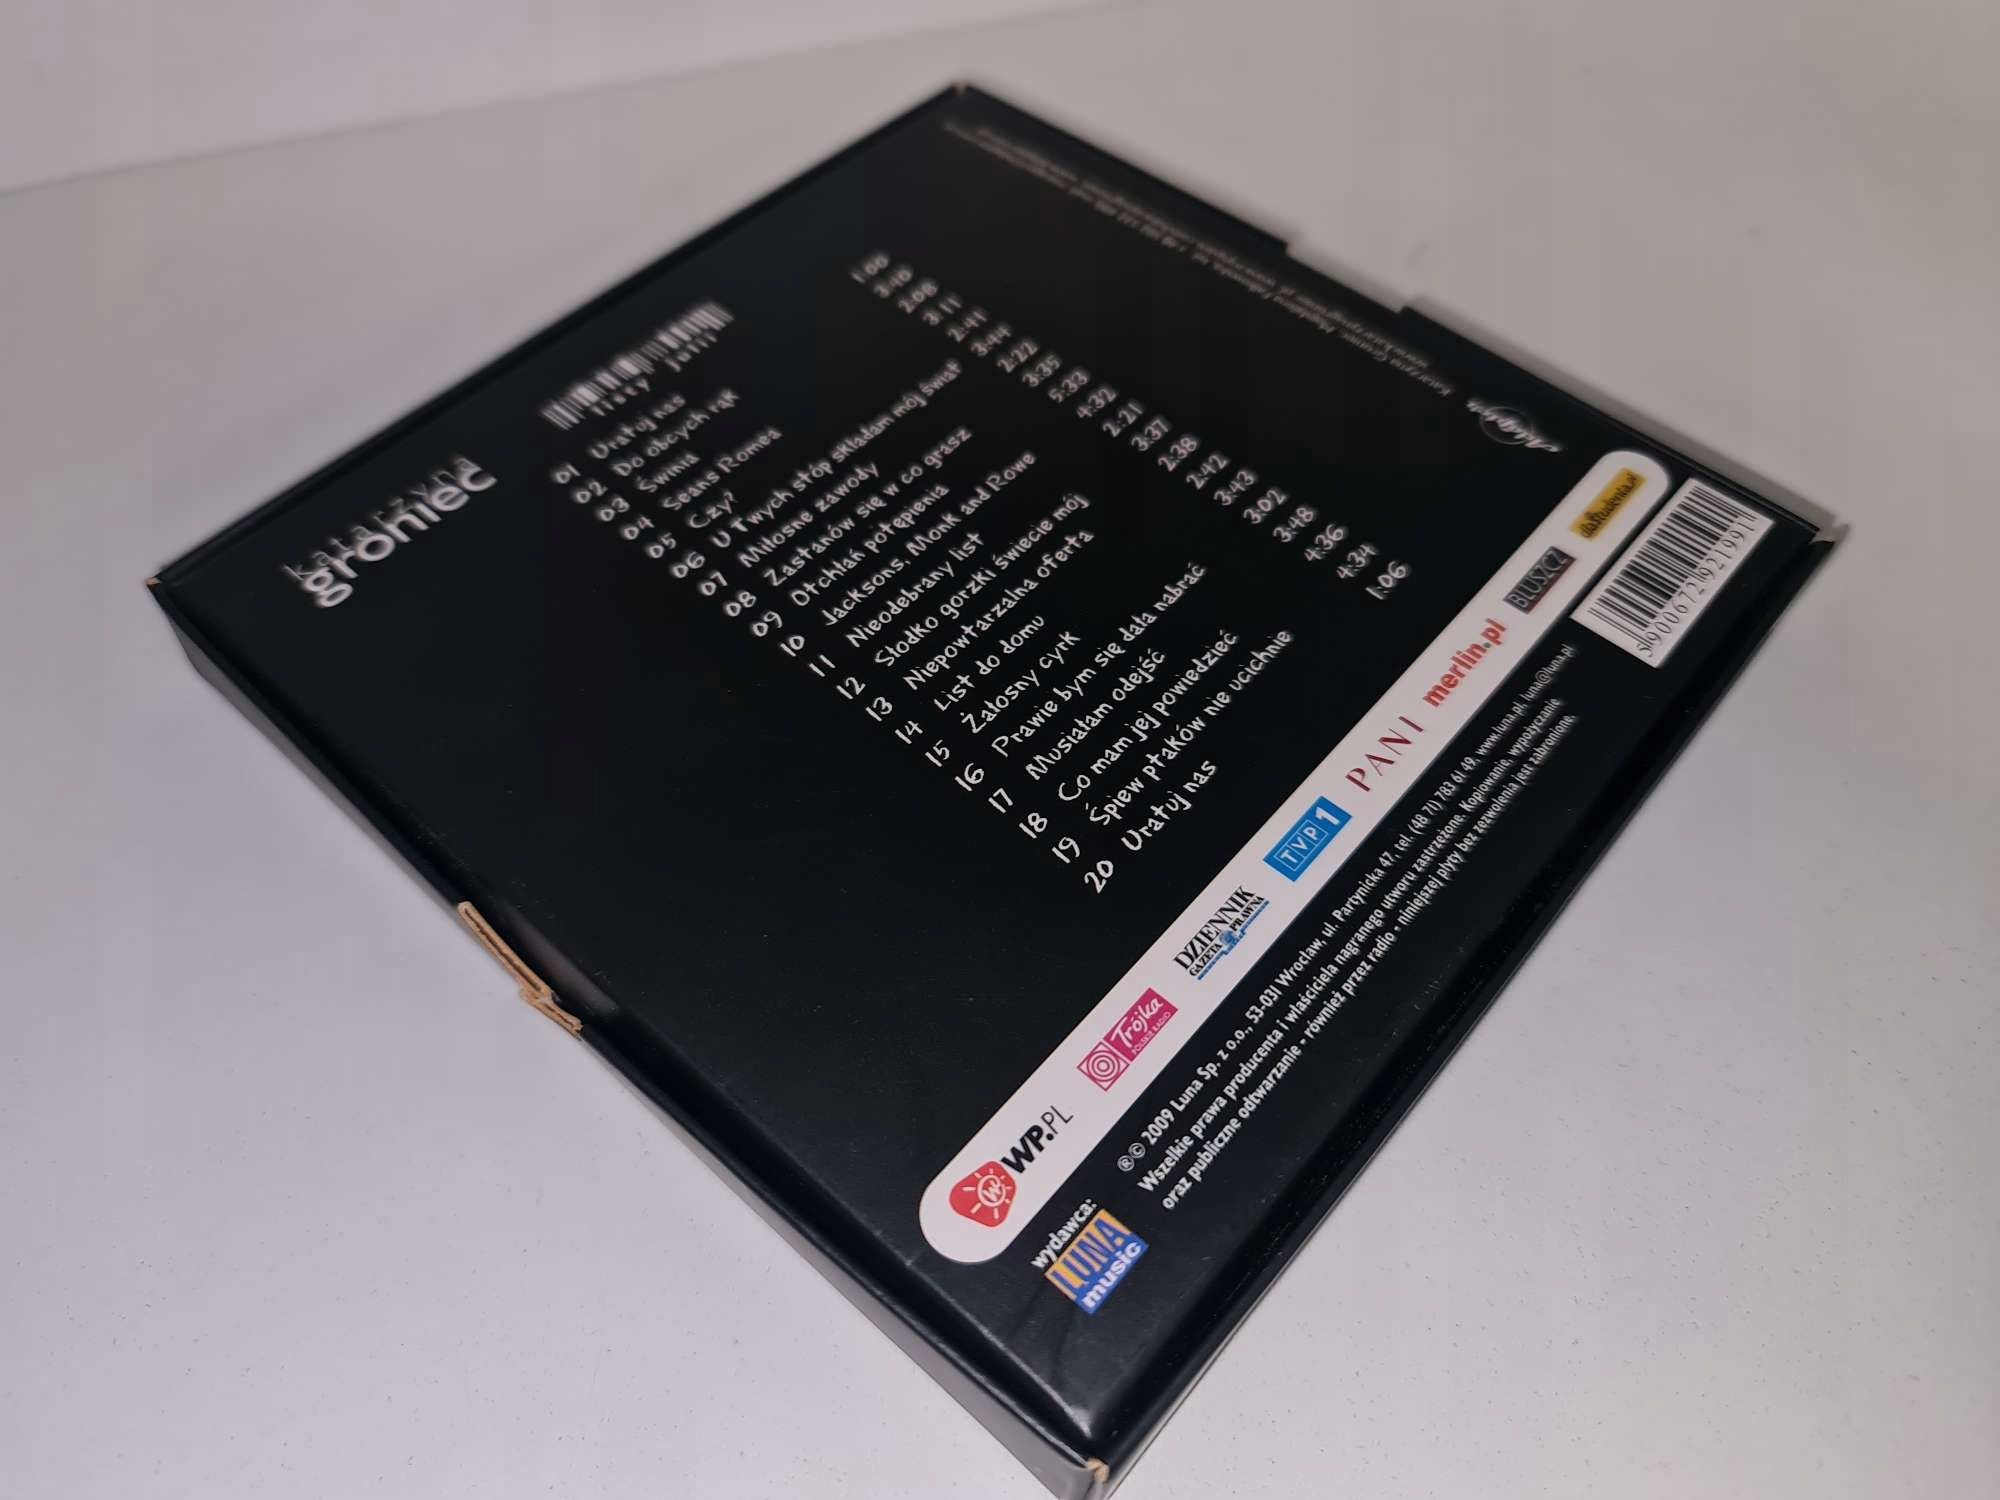 katarzyna
groniec
listy julii
01 Uratuj nas 1:00
02 Do obcych rąk 3:10
03 Świnia 2:08
04 Seans Romea 3:11
05 Czy? 2:41
06 U Twych stóp składam mój świat 3:44
07 Miłosne zawody 2:22
08 Zastanów się w co grasz 3:35
09 Otchłań potępienia 5:33
10 Jacksons, Monk and Rowe 4:32
11 Nieodebrany list 2:21
12 Słodko gorzki świecie mój 3:37
13 Niepowtarzalna oferta 2:38
14 List do domu 2:42
15 Żałosny cyrk 3:43
16 Prawie bym się dała nabrać 3:02
17 Musiałam odejść 3:48
18 Co mam jej powiedzieć 4:36
19 Śpiew ptaków nie ucichnie 4:34
20 Uratuj nas 1:06
WP.PL
Trójka
POLSKIE RADIO
DZIENNIK
GAZETA PRAWNA
TVP 1
PANI
merlin.pl
BLUSZCZ
dlaStudenta.pl
5 900672 921991
wydawca:
LUNA
music
®© 2009 Luna Sp. z o.o., 53-031 Wrocław, ul. Partynicka 47, tel. (48 71) 783 61 49, www.luna.pl, luna@luna.pl
Wszelkie prawa producenta i właściciela nagranego utworu zastrzeżone. Kopiowanie, wypożyczanie
oraz publiczne odtwarzanie - również przez radio - niniejszej płyty bez zezwolenia jest zabronione.